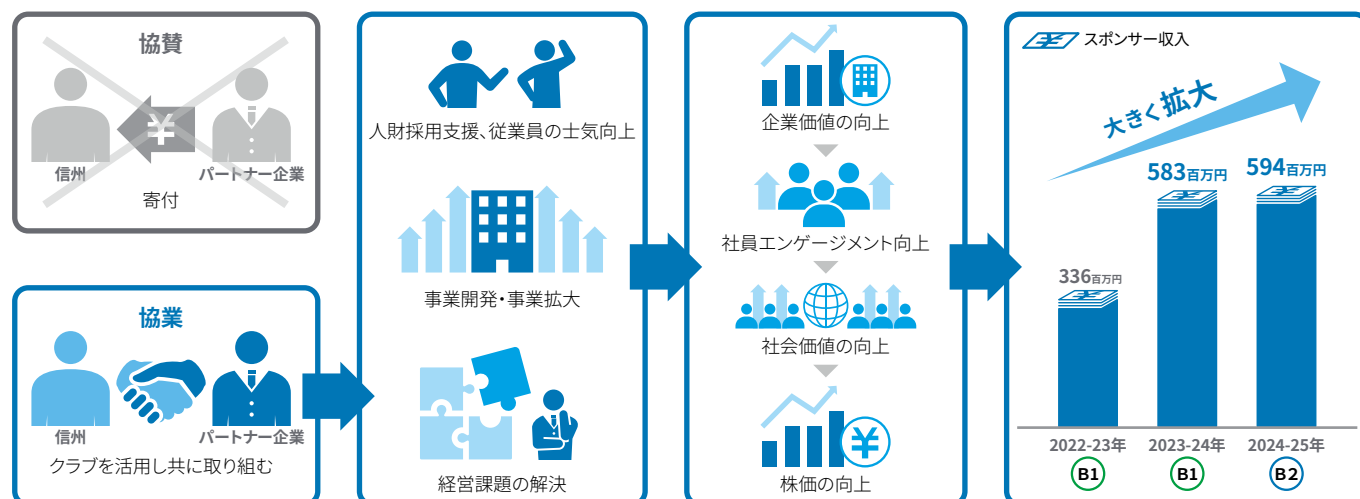 協賛
¥
信州
パートナー企業
寄付
協業
信州
パートナー企業
クラブを活用し共に取り組む
人財採用支援、従業員の士気向上
事業開発・事業拡大
経営課題の解決
企業価値の向上
社員エンゲージメント向上
社会価値の向上
¥
株価の向上
¥ スポンサー収入
大きく拡大
336百万円
583百万円
594百万円
¥
¥
¥
2022-23年
2023-24年
2024-25年
B1
B1
B2